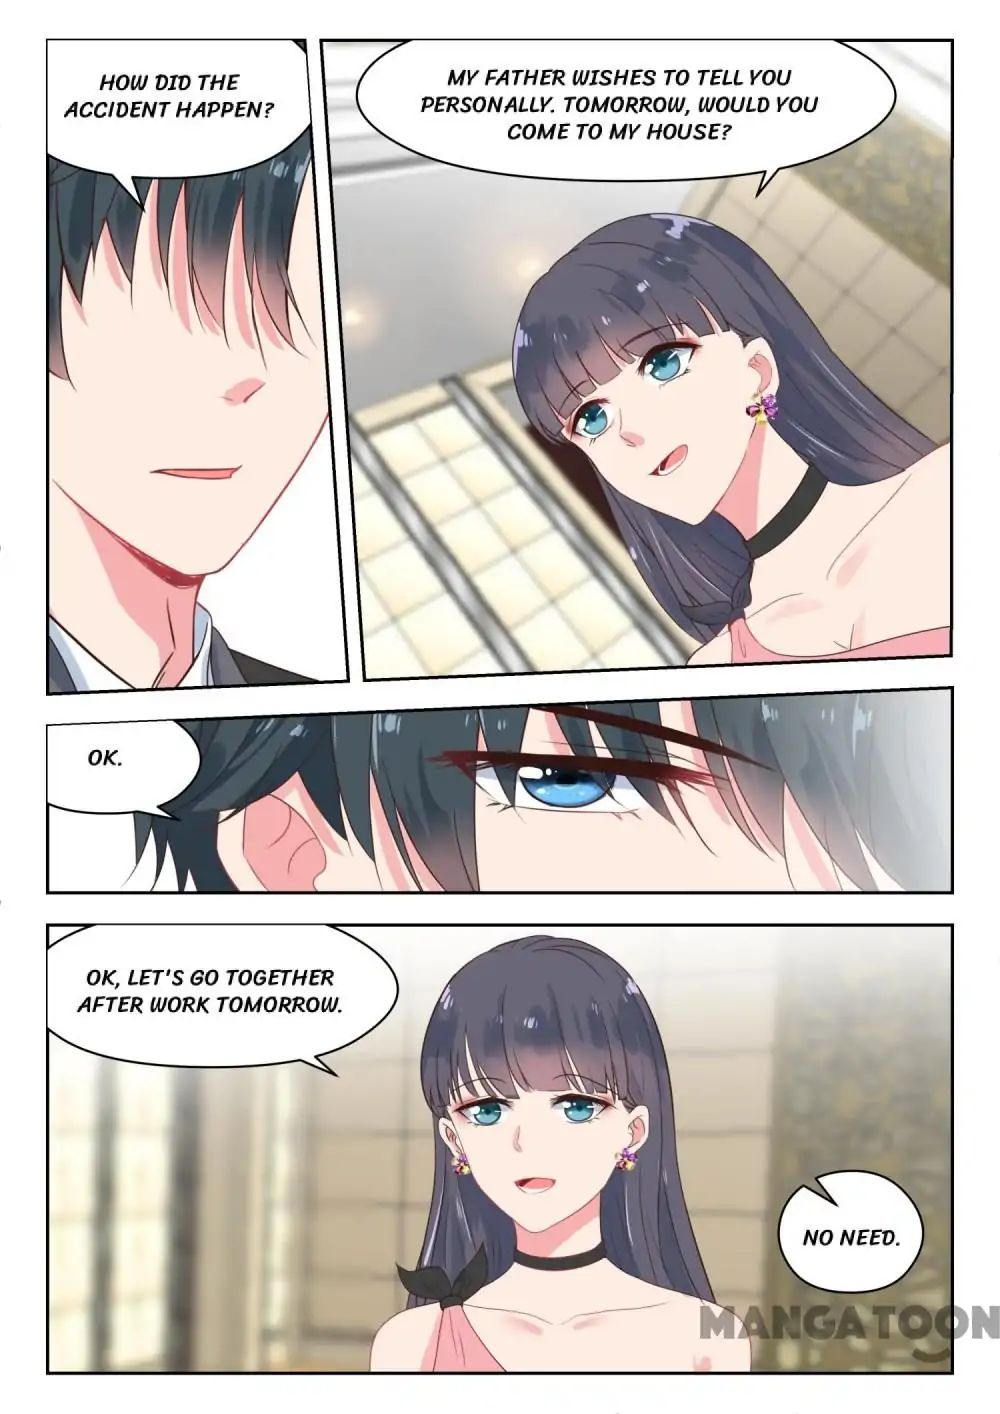 HOW DID THE
ACCIDENT HAPPEN?
MY FATHER WISHES TO TELL YOU
PERSONALLY. TOMORROW, WOULD YOU
COME TO MY HOUSE?
OK.
OK, LET'S GO TOGETHER
AFTER WORK TOMORROW.
NO NEED.
MANGATOON